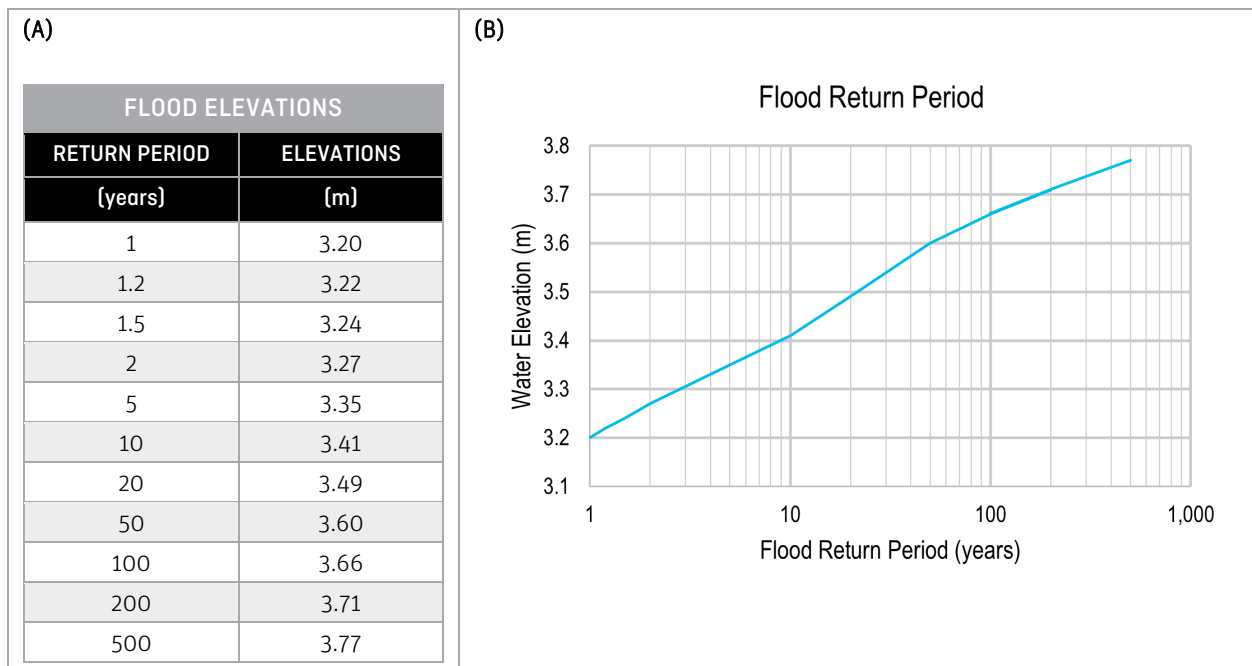 (A)
FLOOD ELEVATIONS
RETURN PERIOD ELEVATIONS
(years) (m)
1 3.20
1.2 3.22
1.5 3.24
2 3.27
5 3.35
10 3.41
20 3.49
50 3.60
100 3.66
200 3.71
500 3.77
(B)
Flood Return Period
Water Elevation (m)
3.8
3.7
3.6
3.5
3.4
3.3
3.2
3.1
1 10 100 1,000
Flood Return Period (years)